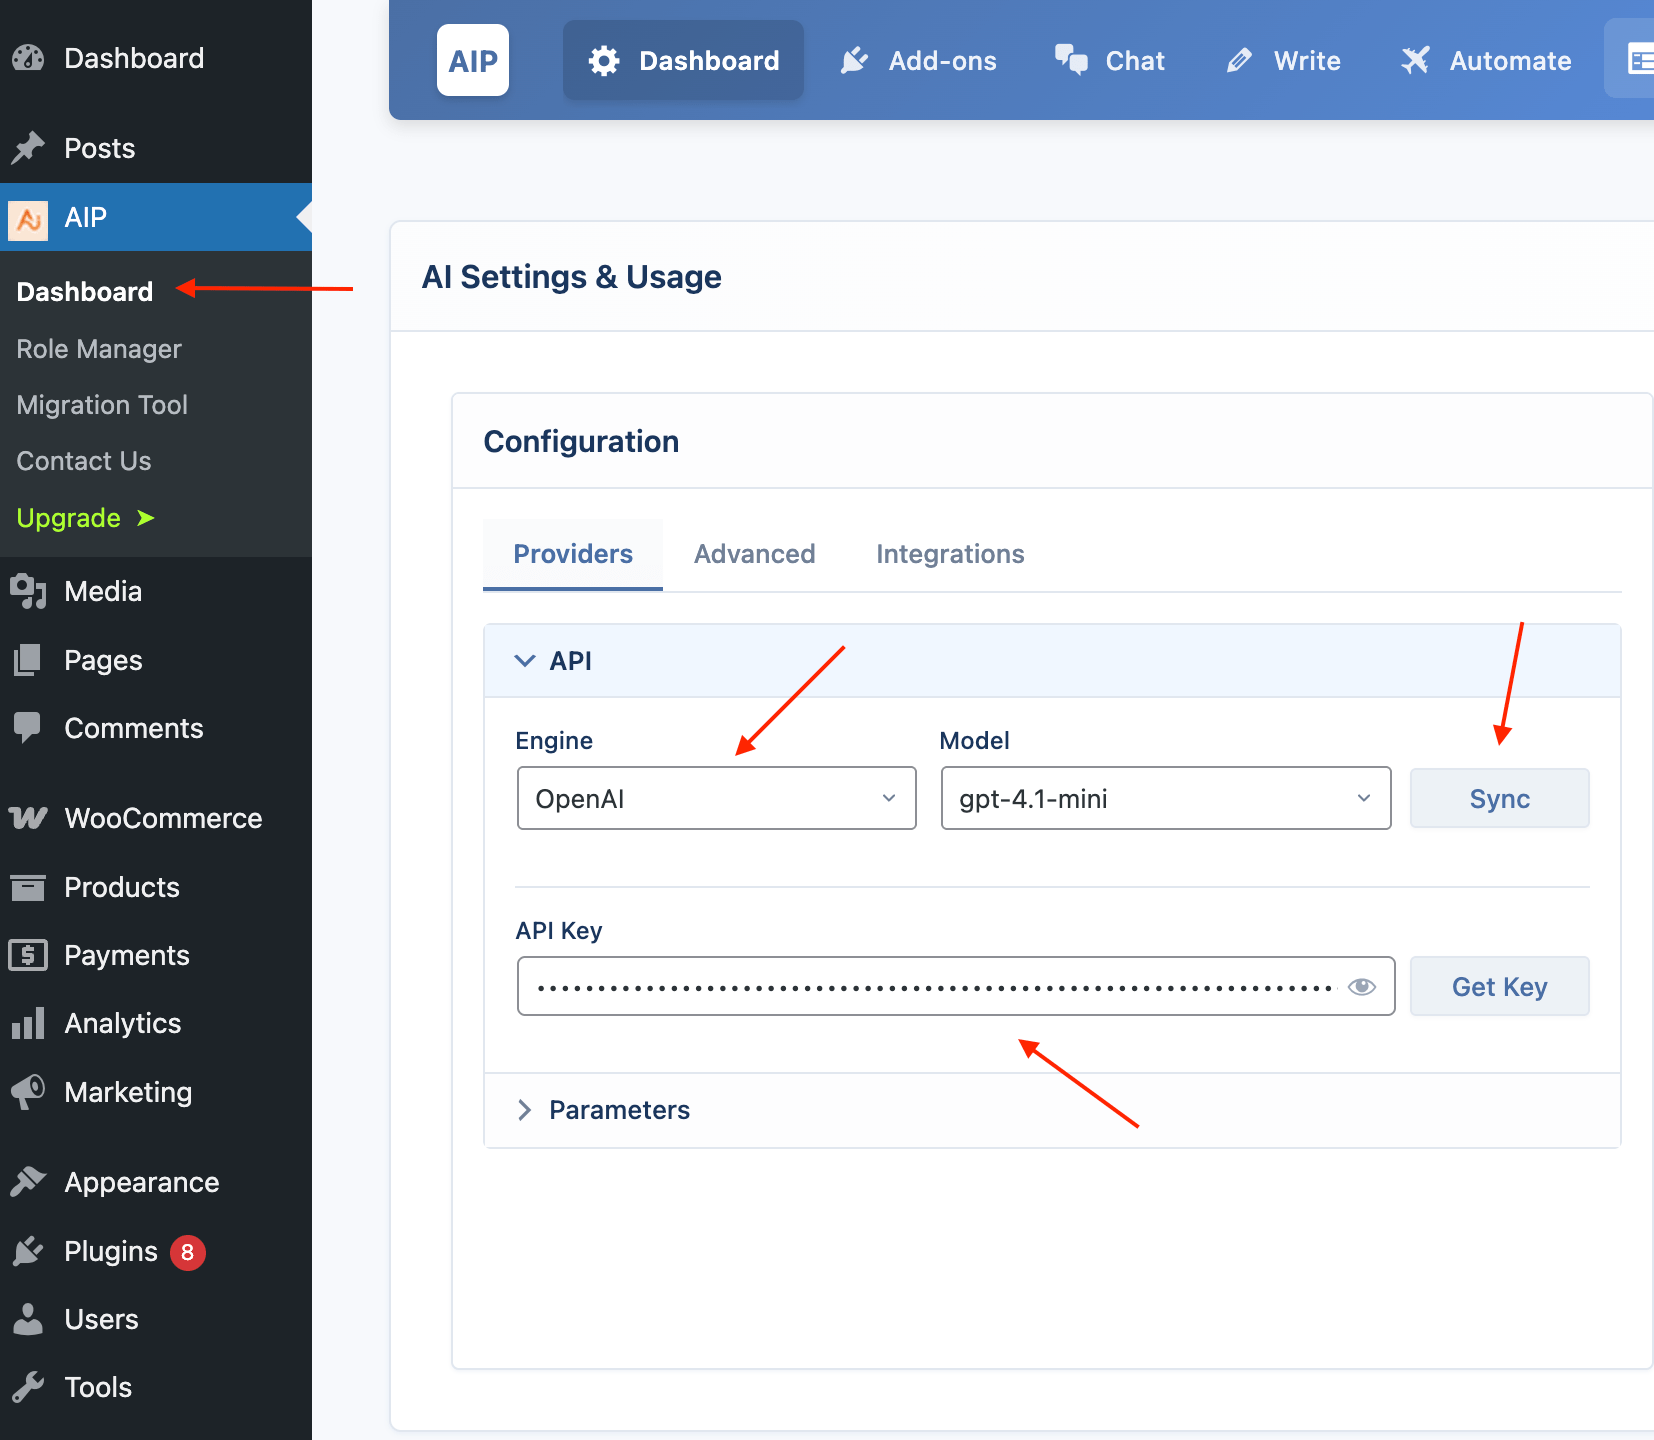 Dashboard
Posts
AIP
Dashboard
Role Manager
Migration Tool
Contact Us
Upgrade ➤
Media
Pages
Comments
WooCommerce
Products
Payments
Analytics
Marketing
Appearance
Plugins 8
Users
Tools
AIP Dashboard Add-ons Chat Write Automate
AI Settings & Usage
Configuration
Providers Advanced Integrations
API
Engine Model
OpenAI gpt-4.1-mini Sync
API Key
Get Key
Parameters